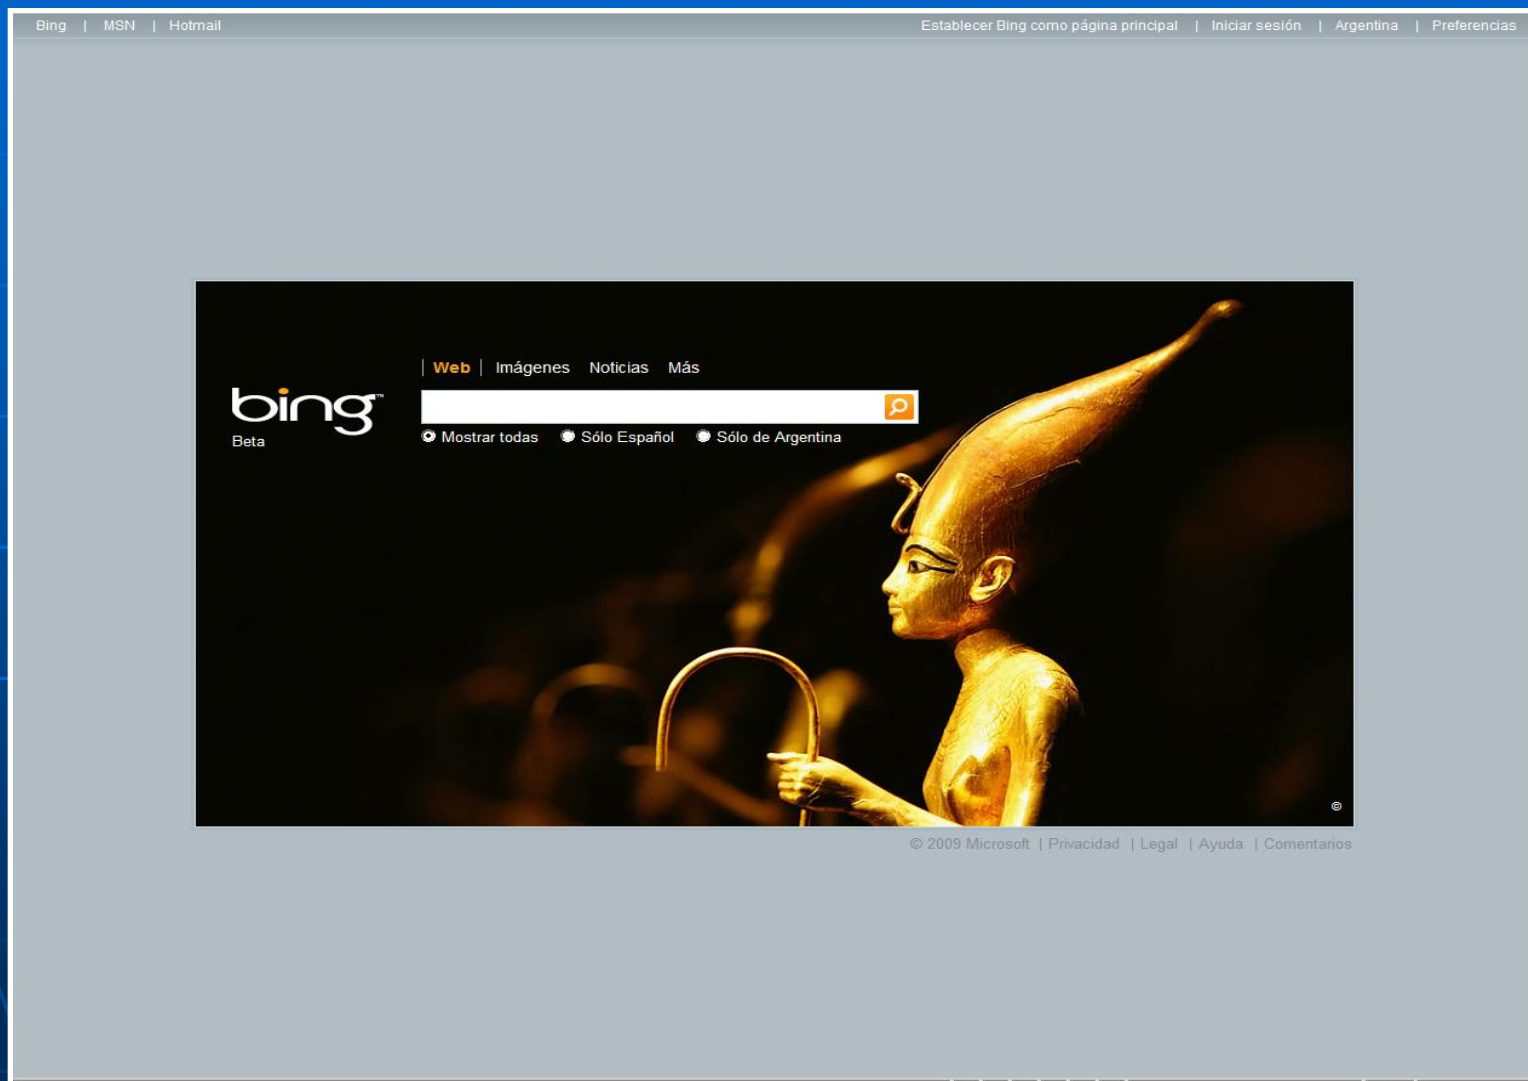 Bing | MSN | Hotmail
Establecer Bing como página principal | Iniciar sesión | Argentina | Preferencias
| Web | Imágenes Noticias Más
bing™
Beta
Mostrar todas Sólo Español Sólo de Argentina
©
© 2009 Microsoft | Privacidad | Legal | Ayuda | Comentarios